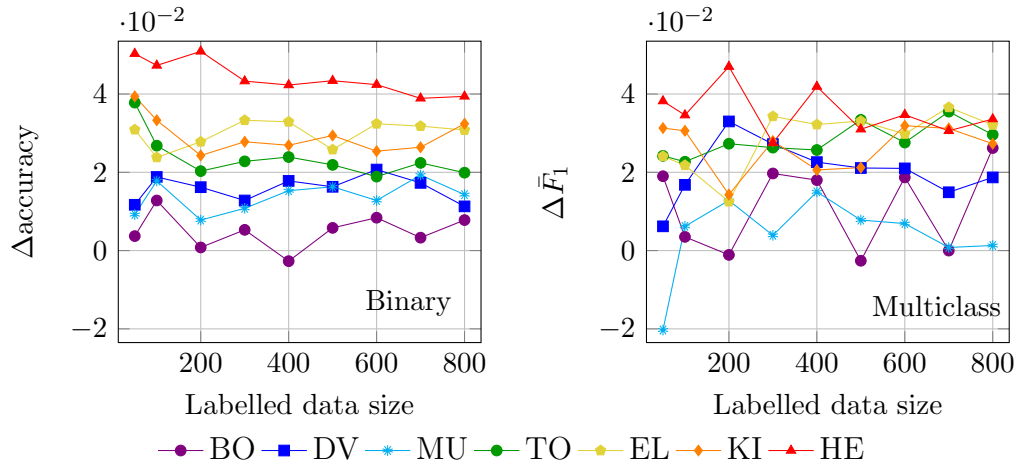 ·10−2
4
2
0
−2
Δaccuracy
Binary
200 400 600 800
Labelled data size
·10−2
4
2
0
−2
ΔF̄1
Multiclass
200 400 600 800
Labelled data size
BO DV MU TO EL KI HE